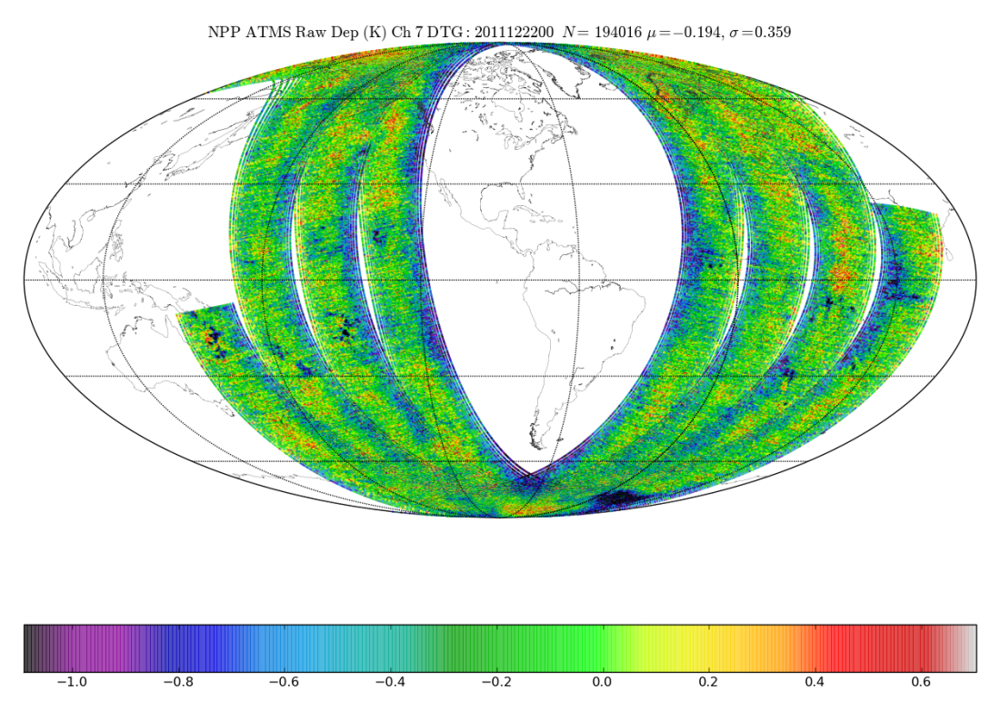 NPP ATMS Raw Dep (K) Ch 7 DTG: 2011122200 N= 194016 μ=−0.194, σ=0.359
−1.0 −0.8 −0.6 −0.4 −0.2 0.0 0.2 0.4 0.6